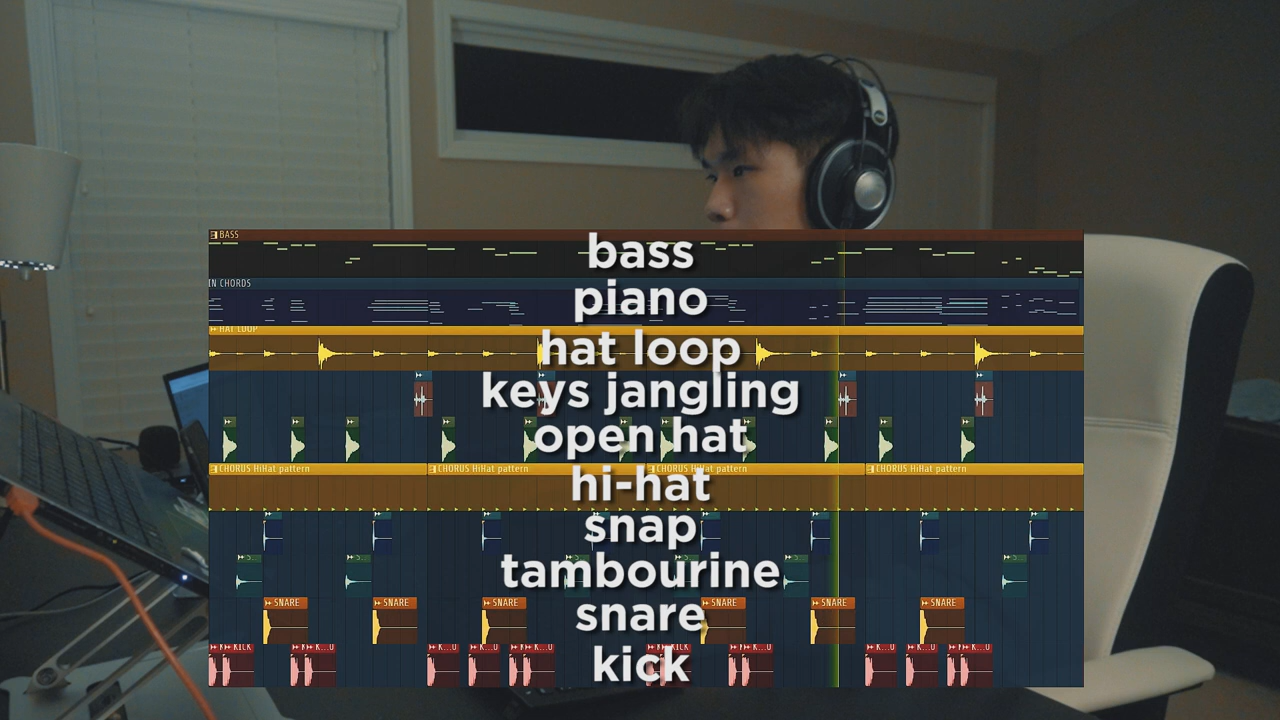 BASS
bass
IN CHORDS
piano
HAT LOOP
hat loop
keys jangling
open hat
CHORUS HiHat pattern CHORUS HiHat pattern CHORUS HiHat pattern CHORUS HiHat pattern
hi-hat
snap
S... S...
tambourine
SNARE SNARE SNARE SNARE SNARE SNARE
snare
KICK K...U K...U K...U K...U K...U K...U K...U K...U
kick